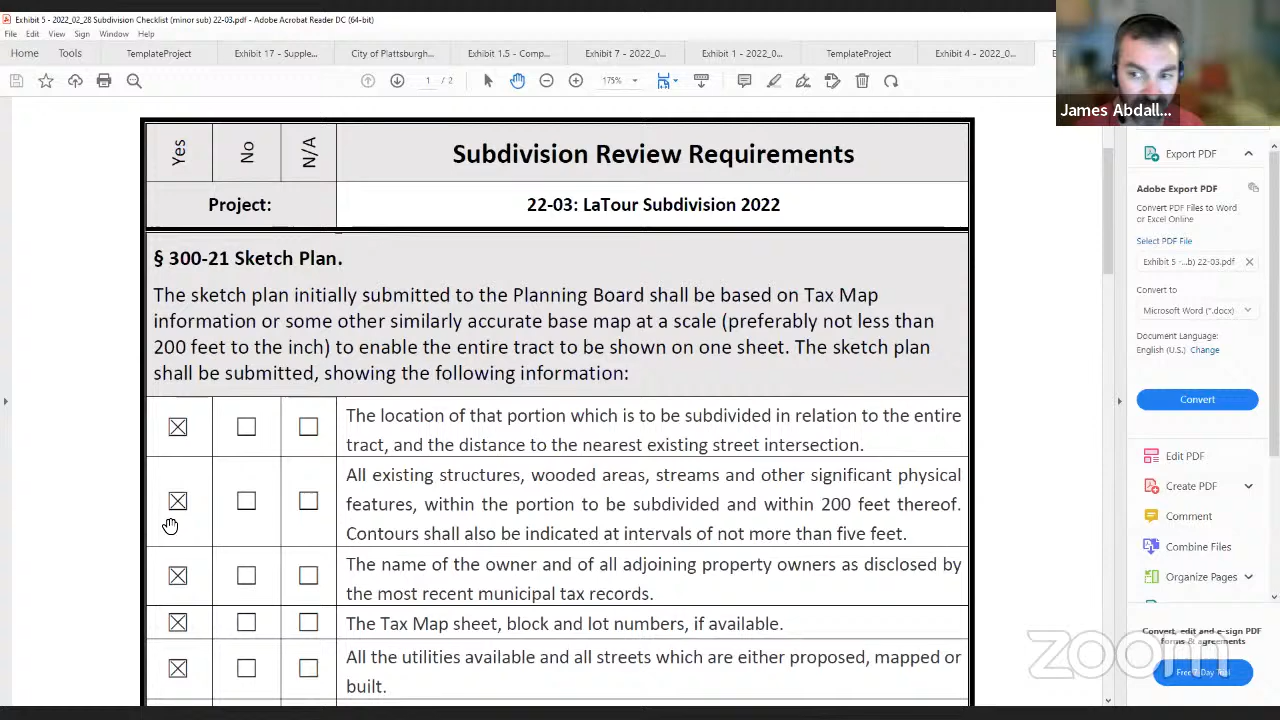 Exhibit 5 - 2022_02_28 Subdivision Checklist (minor sub) 22-03.pdf - Adobe Acrobat Reader DC (64-bit)
File Edit View Sign Window Help
Home Tools TemplateProject Exhibit 17 - Supple... City of Plattsburgh... Exhibit 1.5 - Comp... Exhibit 7 - 2022_0... Exhibit 1 - 2022_0... TemplateProject Exhibit 4 - 2022_0...
1 / 2 175%
James Abdall...
Yes No N/A Subdivision Review Requirements
Project: 22-03: LaTour Subdivision 2022
§ 300-21 Sketch Plan.
The sketch plan initially submitted to the Planning Board shall be based on Tax Map
information or some other similarly accurate base map at a scale (preferably not less than
200 feet to the inch) to enable the entire tract to be shown on one sheet. The sketch plan
shall be submitted, showing the following information:
The location of that portion which is to be subdivided in relation to the entire
tract, and the distance to the nearest existing street intersection.
All existing structures, wooded areas, streams and other significant physical
features, within the portion to be subdivided and within 200 feet thereof.
Contours shall also be indicated at intervals of not more than five feet.
The name of the owner and of all adjoining property owners as disclosed by
the most recent municipal tax records.
The Tax Map sheet, block and lot numbers, if available.
All the utilities available and all streets which are either proposed, mapped or
built.
Export PDF
Adobe Export PDF
Convert PDF Files to Word
or Excel Online
Select PDF File
Exhibit 5 -...b) 22-03.pdf
Convert to
Microsoft Word (*.docx)
Document Language:
English (U.S.) Change
Convert
Edit PDF
Create PDF
Comment
Combine Files
Organize Pages
Convert, edit and e-sign PDF
forms & agreements
Free 7-Day Trial
zoom